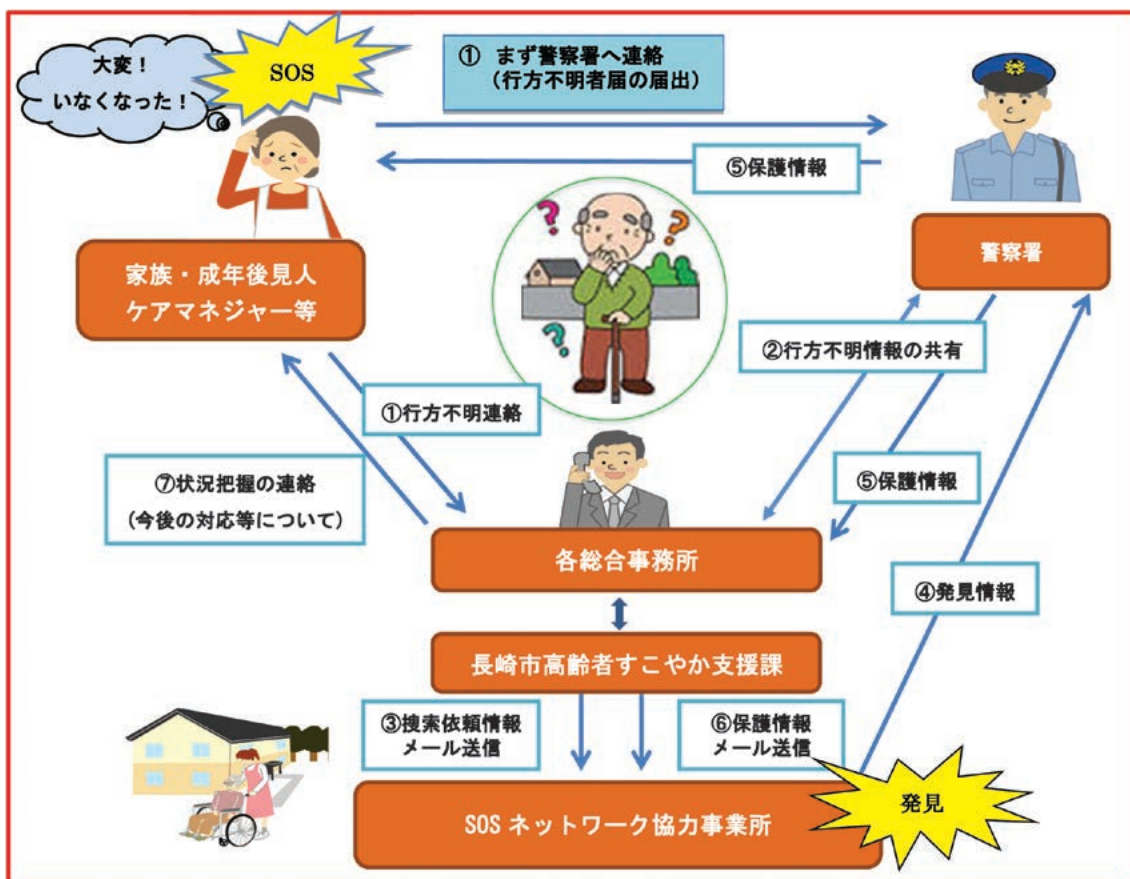 大変！
いなくなった！
SOS
① まず警察署へ連絡
（行方不明者届の届出）
⑤保護情報
家族・成年後見人
ケアマネジャー等
警察署
②行方不明情報の共有
①行方不明連絡
⑦状況把握の連絡
(今後の対応等について)
⑤保護情報
各総合事務所
④発見情報
長崎市高齢者すこやか支援課
③捜索依頼情報
メール送信
⑥保護情報
メール送信
発見
SOS ネットワーク協力事業所